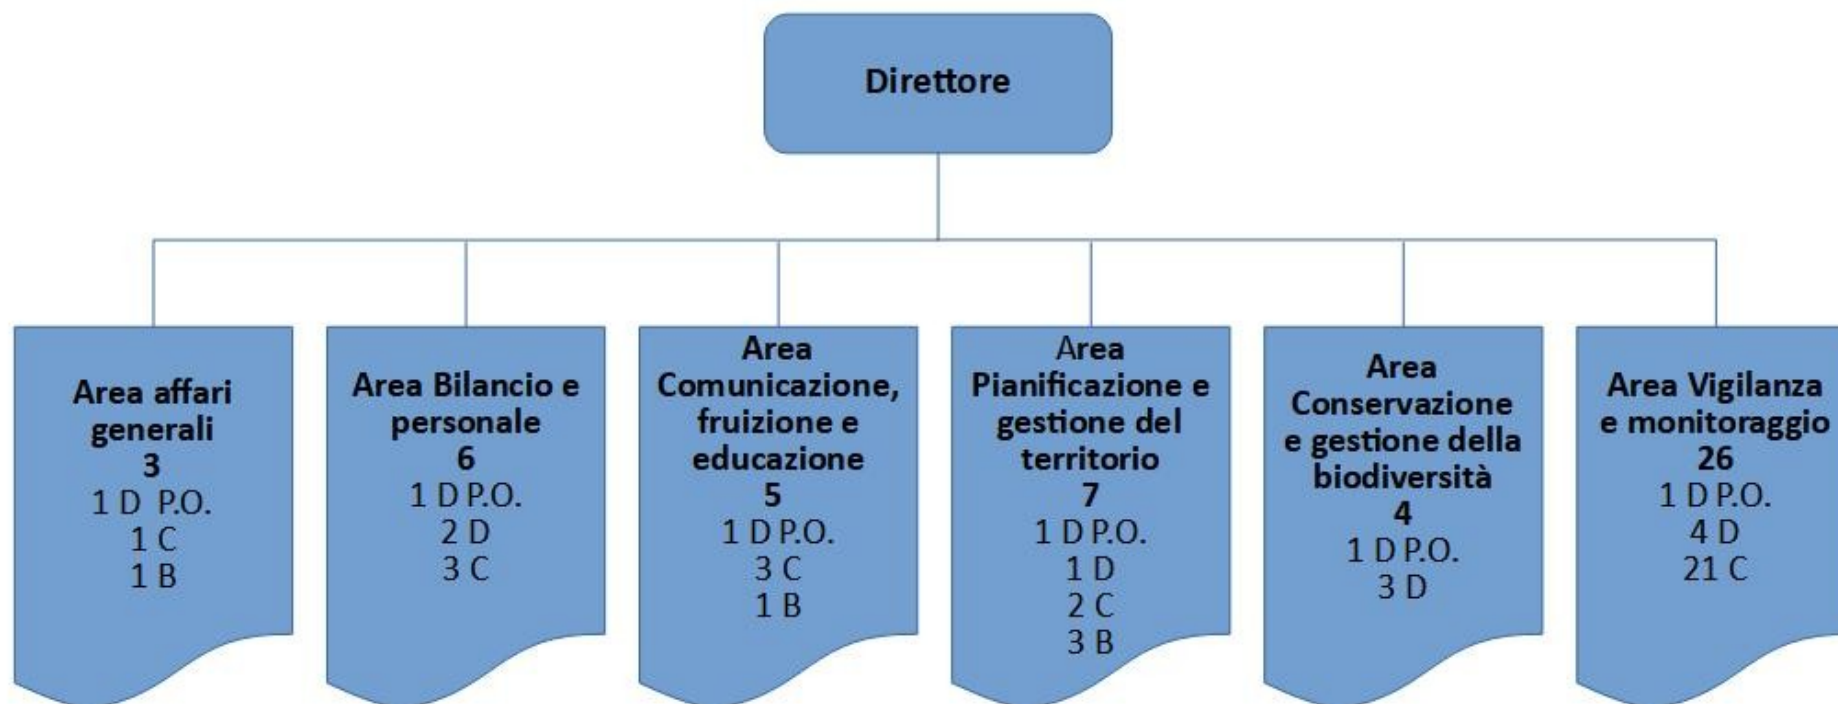 Direttore
Area affari
generali
3
1 D  P.O.
1 C
1 B
Area Bilancio e
personale
6
1 D P.O.
2 D
3 C
Area
Comunicazione,
fruizione e
educazione
5
1 D P.O.
3 C
1 B
Area
Pianificazione e
gestione del
territorio
7
1 D P.O.
1 D
2 C
3 B
Area
Conservazione
e gestione della
biodiversità
4
1 D P.O.
3 D
Area Vigilanza
e monitoraggio
26
1 D P.O.
4 D
21 C